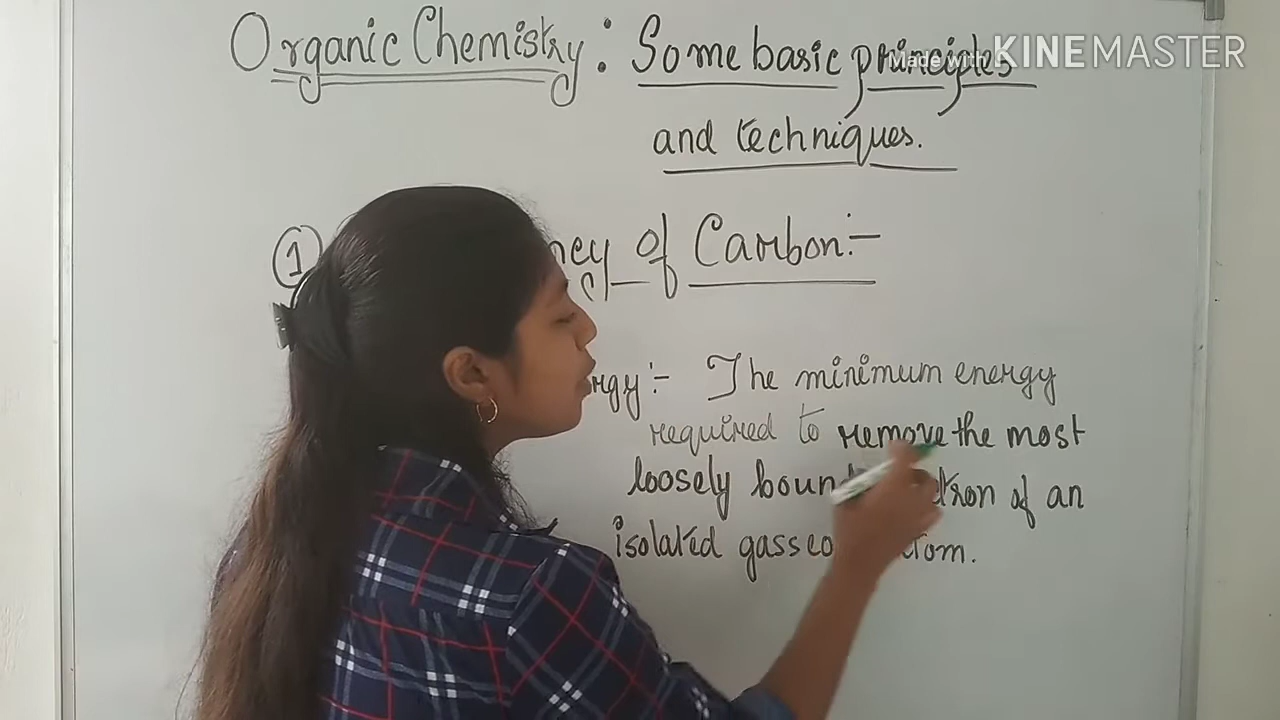 Organic Chemistry : Some basic principles
Made with KINEMASTER
and techniques.
1 of Carbon:-
:- The minimum energy
required to remove the most
loosely bound of an
isolated